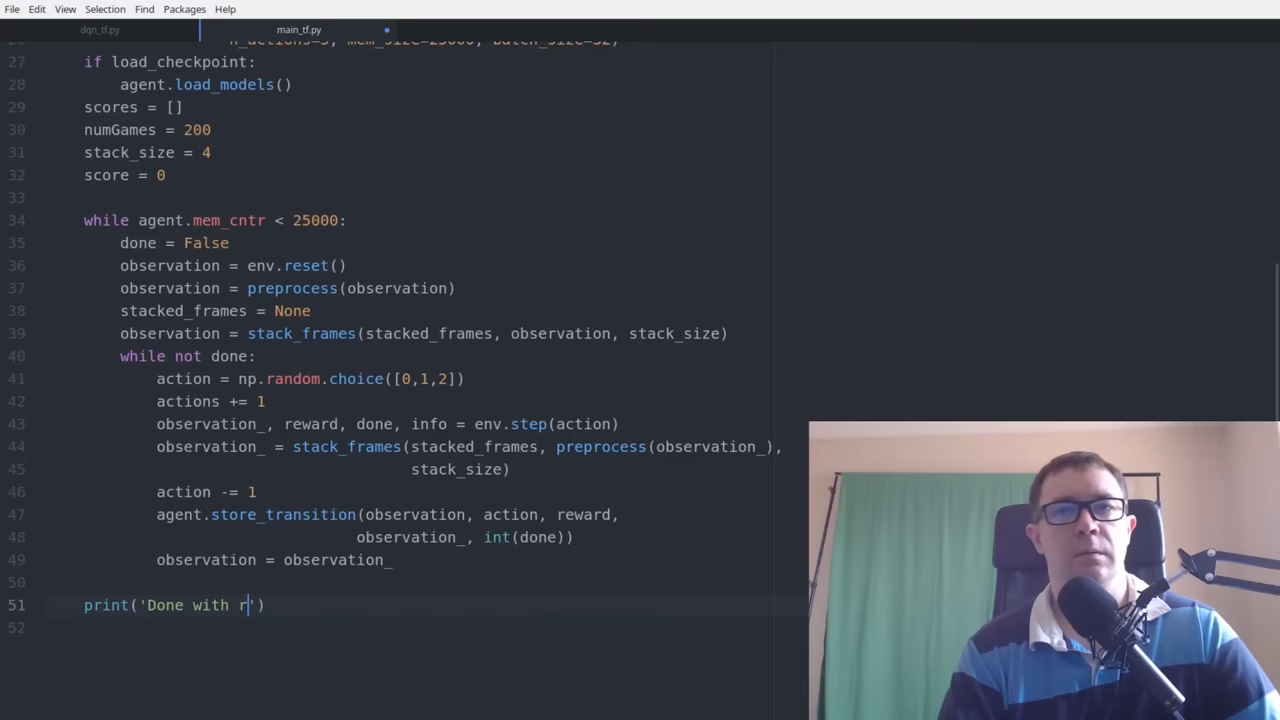 File Edit View Selection Find Packages Help
dqn_tf.py main_tf.py
27 if load_checkpoint:
28 agent.load_models()
29 scores = []
30 numGames = 200
31 stack_size = 4
32 score = 0
33
34 while agent.mem_cntr < 25000:
35 done = False
36 observation = env.reset()
37 observation = preprocess(observation)
38 stacked_frames = None
39 observation = stack_frames(stacked_frames, observation, stack_size)
40 while not done:
41 action = np.random.choice([0,1,2])
42 actions += 1
43 observation_, reward, done, info = env.step(action)
44 observation_ = stack_frames(stacked_frames, preprocess(observation_),
45 stack_size)
46 action -= 1
47 agent.store_transition(observation, action, reward,
48 observation_, int(done))
49 observation = observation_
50
51 print('Done with r')
52